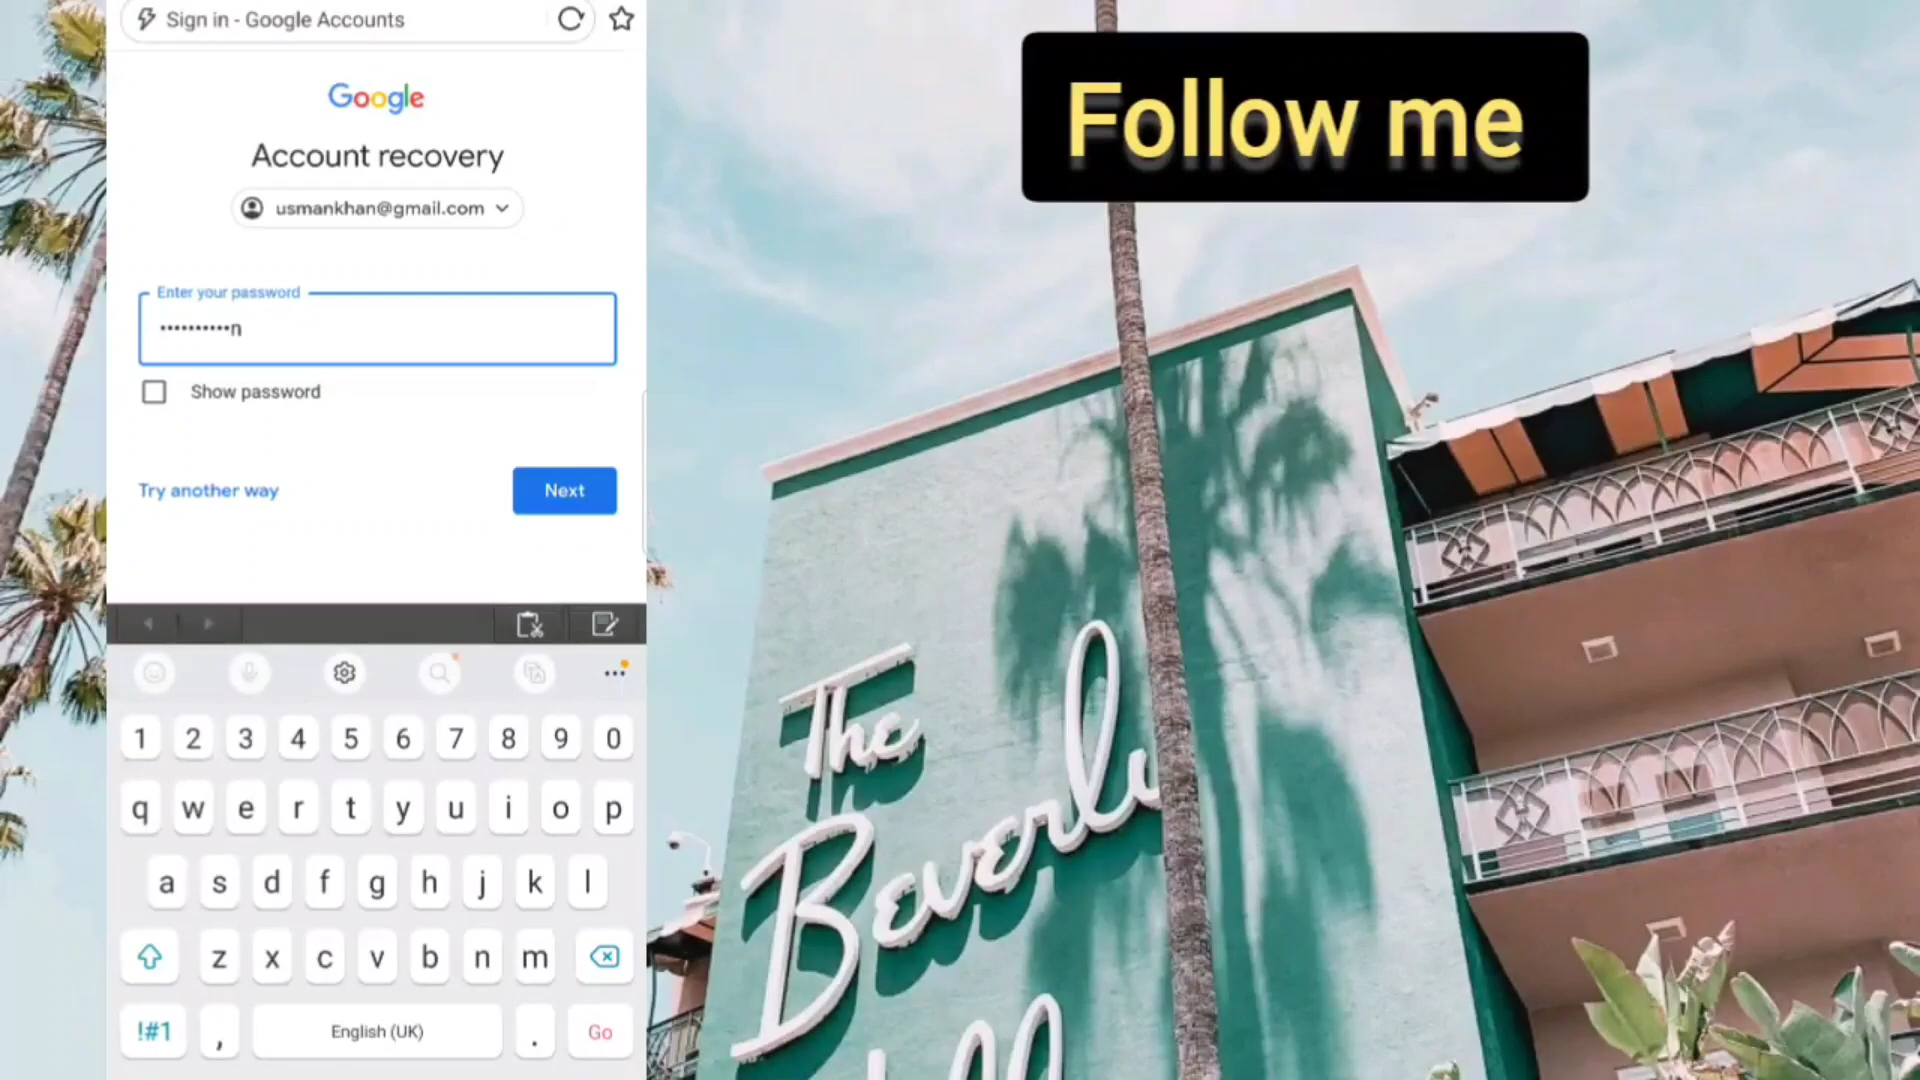 Sign in - Google Accounts
Google
Account recovery
usmankhan@gmail.com
Enter your password
••••••••••n
Show password
Try another way
Next
1 2 3 4 5 6 7 8 9 0
q w e r t y u i o p
a s d f g h j k l
z x c v b n m
!#1 , English (UK) . Go
Follow me
The
Beverly